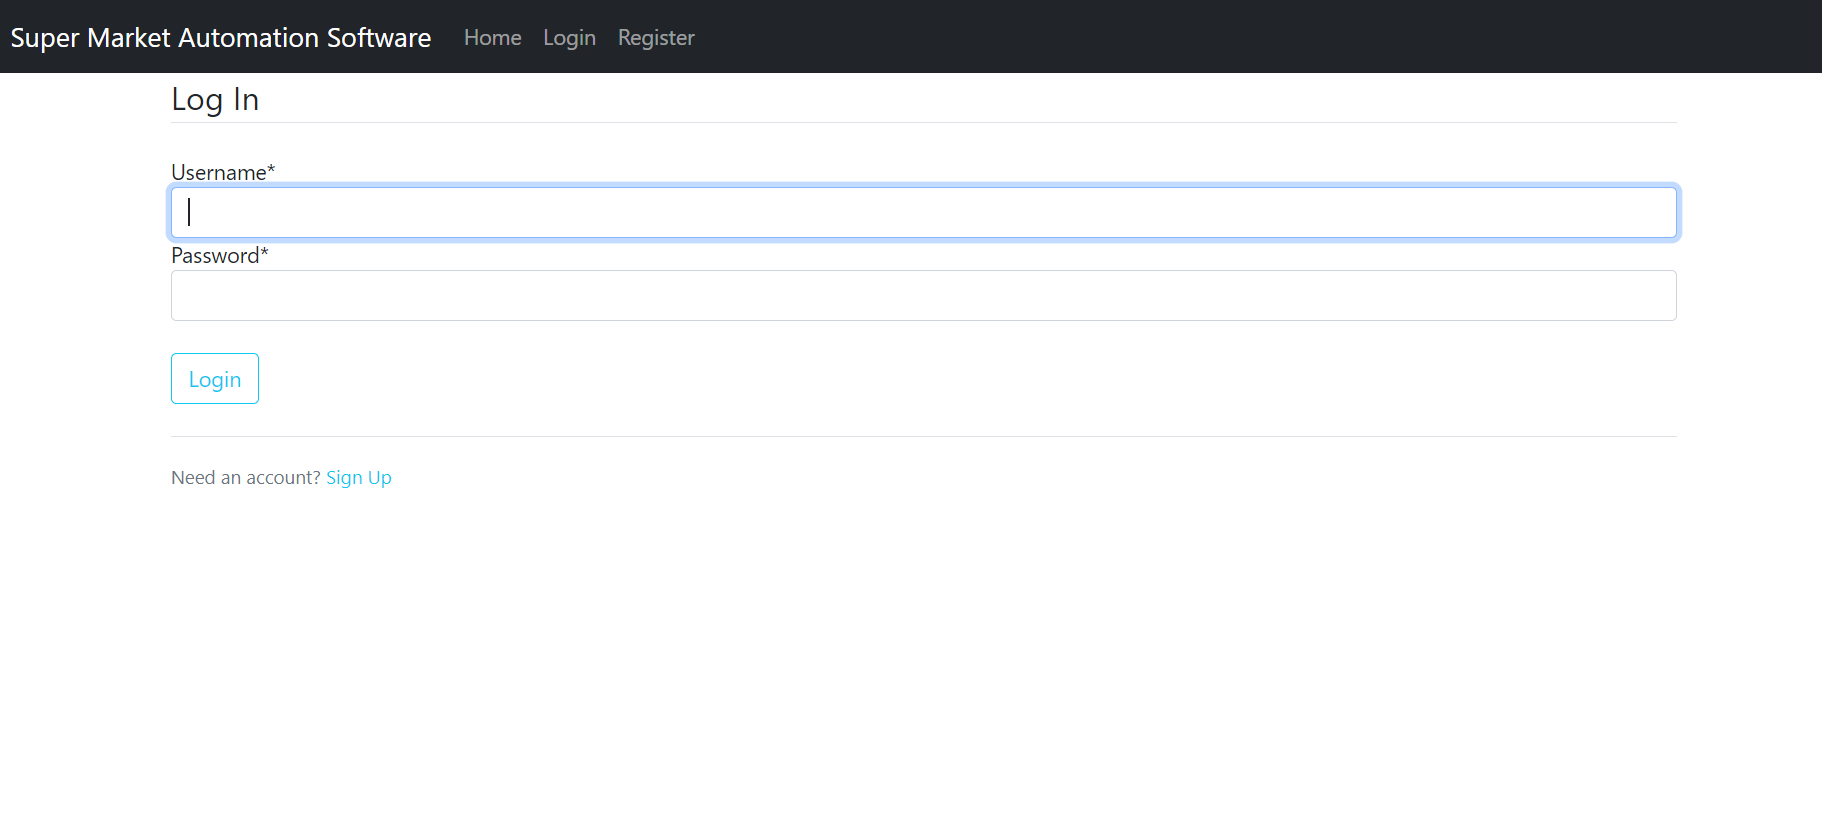 Super Market Automation Software Home Login Register
Log In
Username*
Password*
Login
Need an account? Sign Up